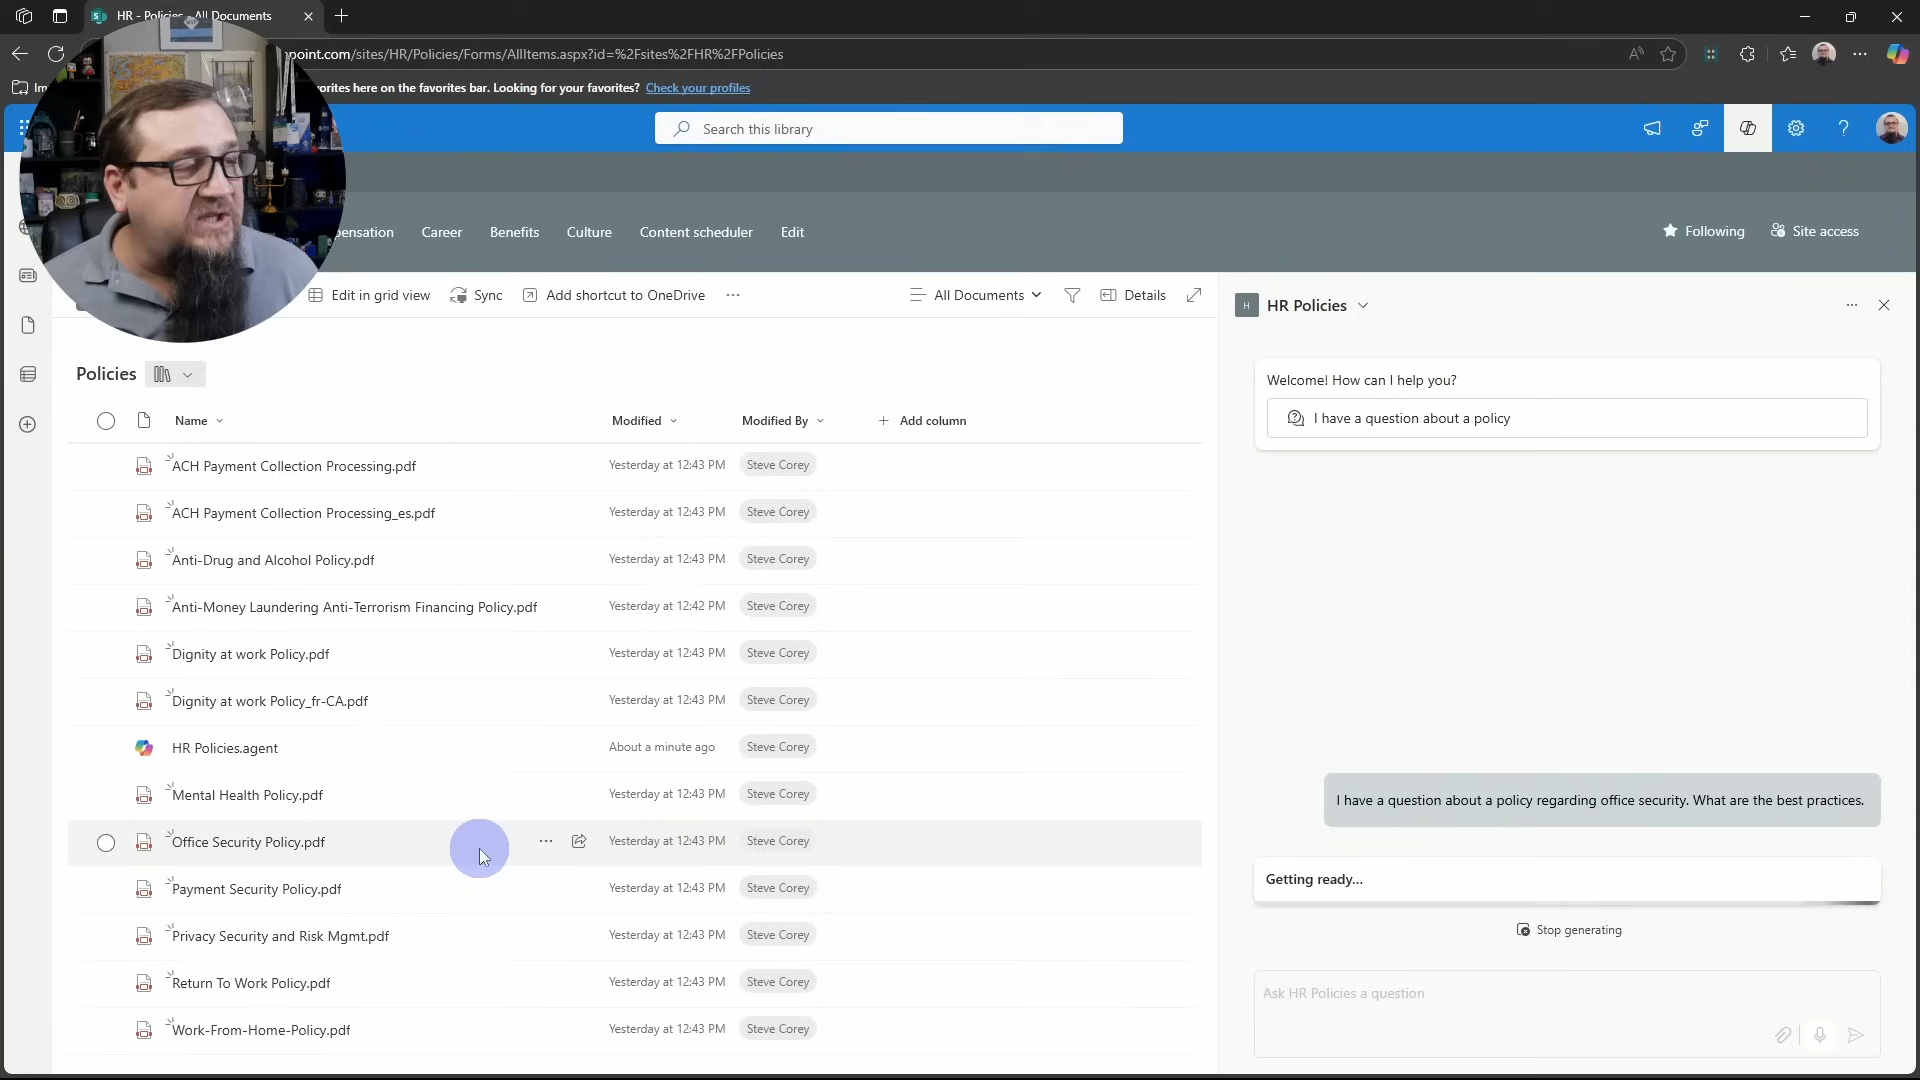 HR - Policies - All Documents
point.com/sites/HR/Policies/Forms/AllItems.aspx?id=%2Fsites%2FHR%2FPolicies
orites here on the favorites bar. Looking for your favorites? Check your profiles
Search this library
pensation Career Benefits Culture Content scheduler Edit
Following Site access
Edit in grid view Sync Add shortcut to OneDrive ... All Documents Details
HR Policies
Policies
Welcome! How can I help you?
I have a question about a policy
Name Modified Modified By + Add column
ACH Payment Collection Processing.pdf Yesterday at 12:43 PM Steve Corey
ACH Payment Collection Processing_es.pdf Yesterday at 12:43 PM Steve Corey
Anti-Drug and Alcohol Policy.pdf Yesterday at 12:43 PM Steve Corey
Anti-Money Laundering Anti-Terrorism Financing Policy.pdf Yesterday at 12:42 PM Steve Corey
Dignity at work Policy.pdf Yesterday at 12:43 PM Steve Corey
Dignity at work Policy_fr-CA.pdf Yesterday at 12:43 PM Steve Corey
HR Policies.agent About a minute ago Steve Corey
Mental Health Policy.pdf Yesterday at 12:43 PM Steve Corey
Office Security Policy.pdf ... Yesterday at 12:43 PM Steve Corey
Payment Security Policy.pdf Yesterday at 12:43 PM Steve Corey
Privacy Security and Risk Mgmt.pdf Yesterday at 12:43 PM Steve Corey
Return To Work Policy.pdf Yesterday at 12:43 PM Steve Corey
Work-From-Home-Policy.pdf Yesterday at 12:43 PM Steve Corey
I have a question about a policy regarding office security. What are the best practices.
Getting ready...
Stop generating
Ask HR Policies a question